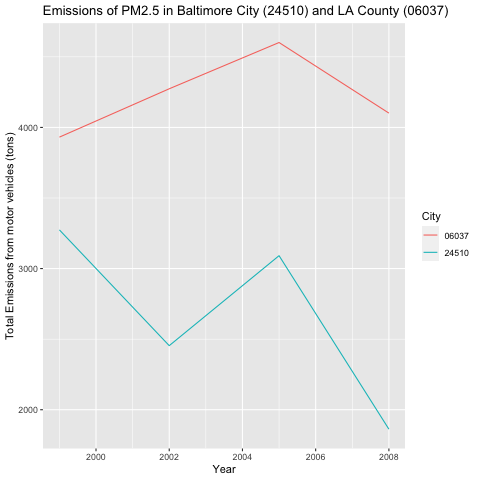 Emissions of PM2.5 in Baltimore City (24510) and LA County (06037)
Total Emissions from motor vehicles (tons)
4000
3000
2000
2000
2002
2004
2006
2008
Year
City
06037
24510